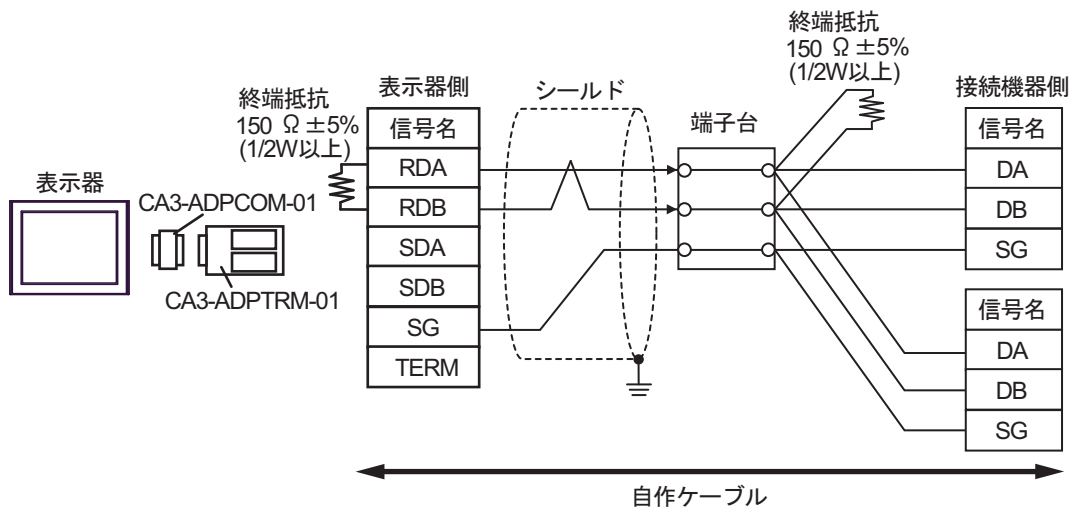 終端抵抗
150 Ω ±5%
(1/2W以上)
表示器側
シールド
接続機器側
終端抵抗
150 Ω ±5%
(1/2W以上)
端子台
信号名
RDA
RDB
SDA
SDB
SG
TERM
信号名
DA
DB
SG
表示器
CA3-ADPCOM-01
CA3-ADPTRM-01
信号名
DA
DB
SG
自作ケーブル